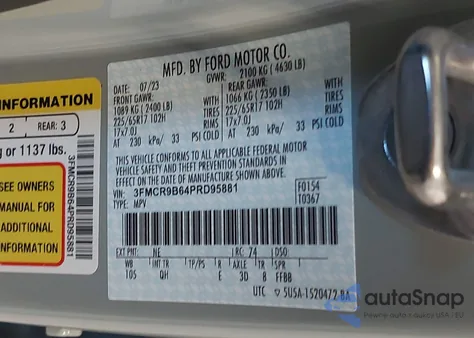 INFORMATION
2 REAR: 3
g or 1137 lbs.
SEE OWNERS
MANUAL FOR
ADDITIONAL
INFORMATION
3FMCR9B64PRD95881
MFD. BY FORD MOTOR CO.
DATE: 07/23 GVWR: 2100 KG ( 4630 LB)
FRONT GAWR: REAR GAWR:
1089 KG ( 2400 LB) WITH 1066 KG ( 2350 LB) WITH
225/65R17 102H TIRES 225/65R17 102H TIRES
17x7.0J RIMS 17x7.0J RIMS
AT 230 kPa/ 33 PSI COLD AT 230 kPa/ 33 PSI COLD
THIS VEHICLE CONFORMS TO ALL APPLICABLE FEDERAL MOTOR
VEHICLE SAFETY AND THEFT PREVENTION STANDARDS IN
EFFECT ON THE DATE OF MANUFACTURE SHOWN ABOVE.
VIN: 3FMCR9B64PRD95881
TYPE: MPV
F0154
T0367
EXT PNT: NE RC: 74 DSO:
WB INT TR TP/PS R AXLE TR SPR
105 QH E 3D 8 FFBB
UTC ▽ SU5A-1520472-BA
autoSnap